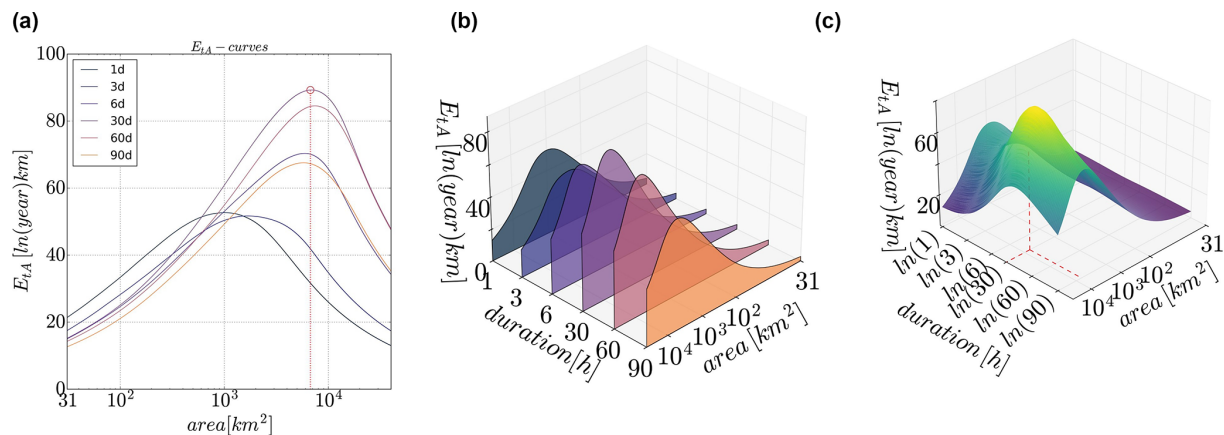 (a)
E_{tA} - curves
100
80
60
40
20
0
E_{tA} [ln(year)km]
1d
3d
6d
30d
60d
90d
31
10²
10³
10⁴
area[km²]
(b)
E_{tA} [ln(year)km]
80
40
0
1
3
6
30
60
90
duration[h]
10⁴
10³
10²
31
area[km²]
(c)
E_{tA} [ln(year)km]
60
20
ln(1)
ln(3)
ln(6)
ln(30)
ln(60)
ln(90)
duration[h]
10⁴
10³
10²
31
area[km²]